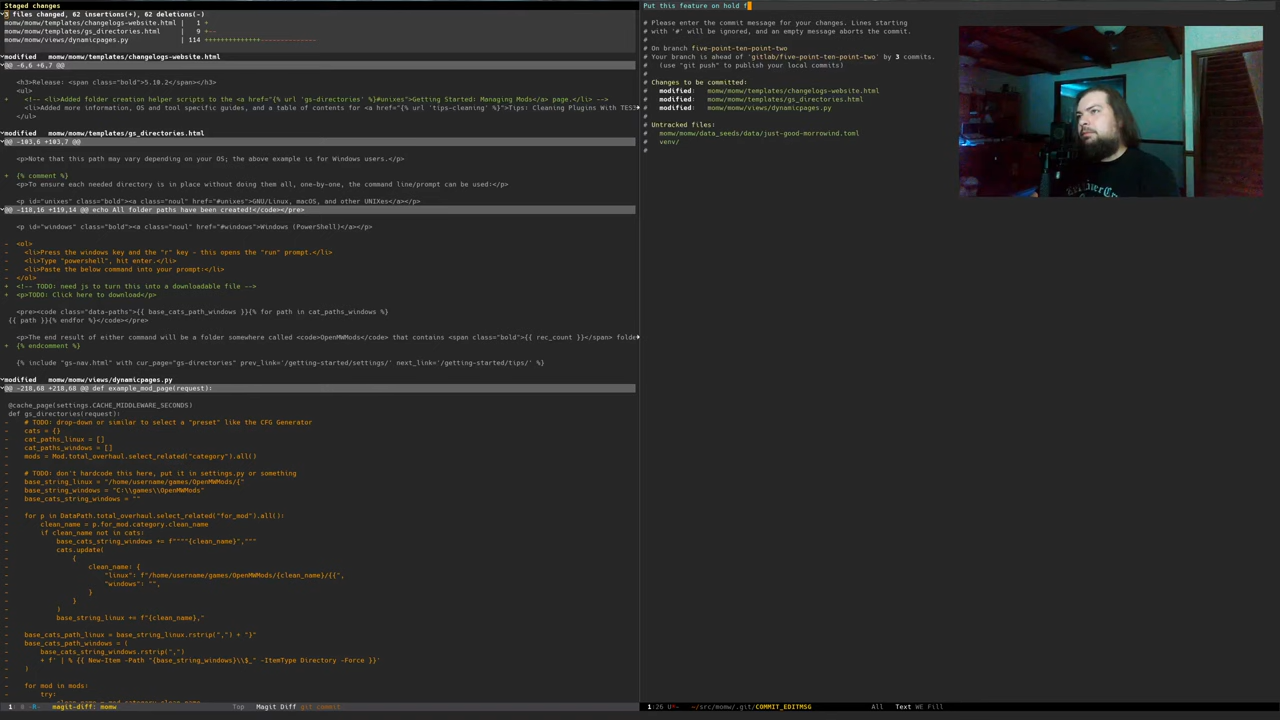 Staged changes
3 files changed, 62 insertions(+), 62 deletions(-)
momw/momw/templates/changelogs-website.html |   1 +
momw/momw/templates/gs_directories.html     |   9 +--
momw/momw/views/dynamicpages.py             | 114 ++++++++++++++--------------
modified   momw/momw/templates/changelogs-website.html
@@ -6,6 +6,7 @@
<h3>Release: <span class="bold">5.10.2</span></h3>
<ul>
+   <!-- <li>Added folder creation helper scripts to the <a href="{% url 'gs-directories' %}#unixes">Getting Started: Managing Mods</a> page.</li> -->
<li>Added more information, OS and tool specific guides, and a table of contents for <a href="{% url 'tips-cleaning' %}">Tips: Cleaning Plugins With TES3
</ul>
modified   momw/momw/templates/gs_directories.html
@@ -103,6 +103,7 @@
<p>Note that this path may vary depending on your OS; the above example is for Windows users.</p>
+  {% comment %}
<p>To ensure each needed directory is in place without doing them all, one-by-one, the command line/prompt can be used:</p>
<p id="unixes" class="bold"><a class="noul" href="#unixes">GNU/Linux, macOS, and other UNIXes</a></p>
@@ -118,16 +119,14 @@ echo All folder paths have been created!</code></pre>
<p id="windows" class="bold"><a class="noul" href="#windows">Windows (PowerShell)</a></p>
-  <ol>
-    <li>Press the windows key and the "r" key - this opens the "run" prompt.</li>
-    <li>Type "powershell", hit enter.</li>
-    <li>Paste the below command into your prompt:</li>
-  </ol>
+  <!-- TODO: need js to turn this into a downloadable file -->
+  <p>TODO: Click here to download</p>
<pre><code class="data-paths">{{ base_cats_path_windows }}{% for path in cat_paths_windows %}
{{ path }}{% endfor %}</code></pre>
<p>The end result of either command will be a folder somewhere called <code>OpenMWMods</code> that contains <span class="bold">{{ rec_count }}</span> folde
+  {% endcomment %}
{% include "gs-nav.html" with cur_page="gs-directories" prev_link='/getting-started/settings/' next_link='/getting-started/tips/' %}
modified   momw/momw/views/dynamicpages.py
@@ -218,68 +218,68 @@ def example_mod_page(request):
@cache_page(settings.CACHE_MIDDLEWARE_SECONDS)
def gs_directories(request):
-    # TODO: drop-down or similar to select a "preset" like the CFG Generator
-    cats = {}
-    cat_paths_linux = []
-    cat_paths_windows = []
-    mods = Mod.total_overhaul.select_related("category").all()
-
-    # TODO: don't hardcode this here, put it in settings.py or something
-    base_string_linux = "/home/username/games/OpenMWMods/{"
-    base_string_windows = "C:\\games\\OpenMWMods"
-    base_cats_string_windows = ""
-
-    for p in DataPath.total_overhaul.select_related("for_mod").all():
-        clean_name = p.for_mod.category.clean_name
-        if clean_name not in cats:
-            base_cats_string_windows += f""""{clean_name}","""
-            cats.update(
-                {
-                    clean_name: {
-                        "linux": f"/home/username/games/OpenMWMods/{clean_name}/{{",
-                        "windows": "",
-                    }
-                }
-            )
-            base_string_linux += f"{clean_name},"
-
-    base_cats_path_linux = base_string_linux.rstrip(",") + "}"
-    base_cats_path_windows = (
-        base_cats_string_windows.rstrip(",")
-        + f' | % {{ New-Item -Path "{base_string_windows}\\$_" -ItemType Directory -Force }}'
-    )
-
-    for mod in mods:
-        try:
1: 0 -R-  magit-diff: momw  Top  Magit Diff git commit
Put this feature on hold f
# Please enter the commit message for your changes. Lines starting
# with '#' will be ignored, and an empty message aborts the commit.
#
# On branch five-point-ten-point-two
# Your branch is ahead of 'gitlab/five-point-ten-point-two' by 3 commits.
#   (use "git push" to publish your local commits)
#
# Changes to be committed:
#   modified:   momw/momw/templates/changelogs-website.html
#   modified:   momw/momw/templates/gs_directories.html
#   modified:   momw/momw/views/dynamicpages.py
#
# Untracked files:
#   momw/momw/data_seeds/data/just-good-morrowind.toml
#   venv/
#
1:26 U*-  ~/src/momw/.git/COMMIT_EDITMSG  All  Text WE Fill